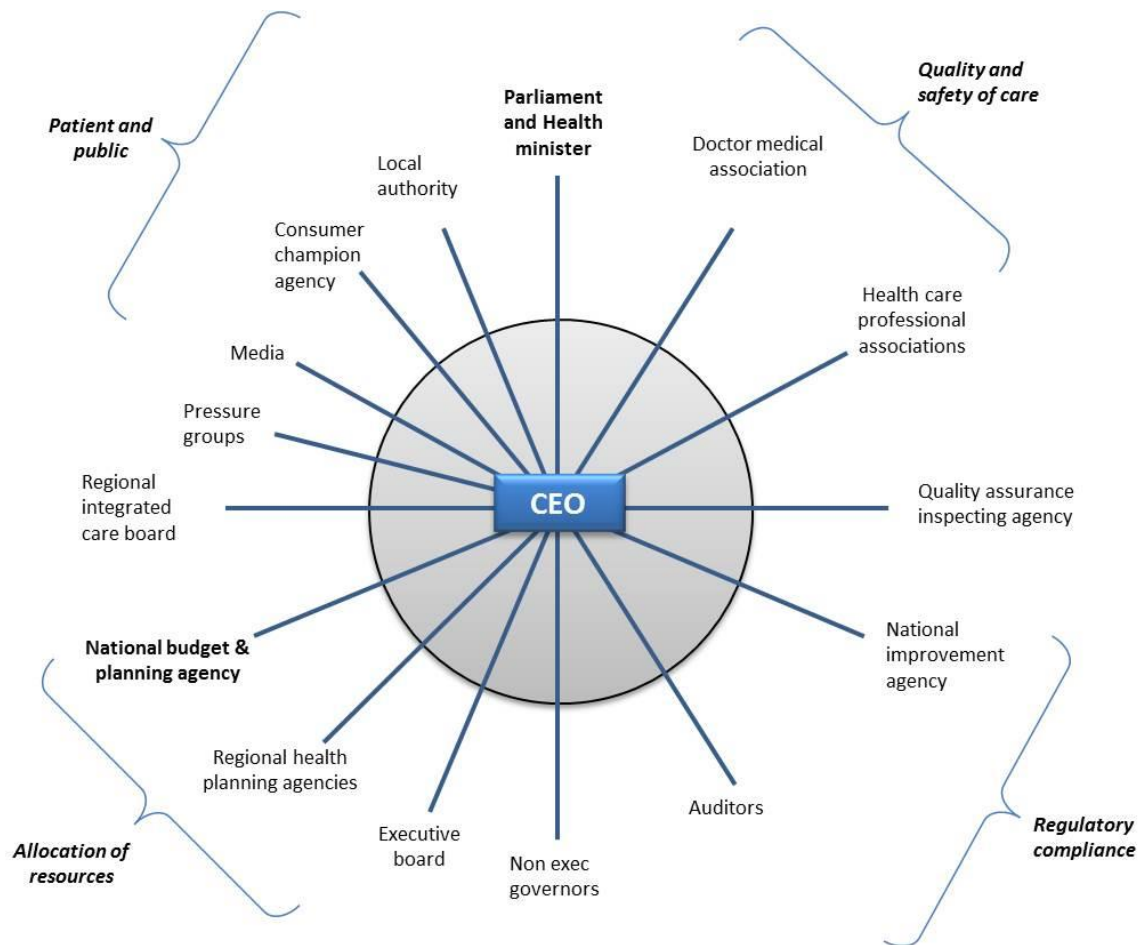 Patient and
public
Quality and
safety of care
Parliament
and Health
minister
Doctor medical
association
Local
authority
Consumer
champion
agency
Health care
professional
associations
Media
Pressure
groups
Regional
integrated
care board
CEO
Quality assurance
inspecting agency
National budget &
planning agency
National
improvement
agency
Regional health
planning agencies
Auditors
Executive
board
Non exec
governors
Allocation of
resources
Regulatory
compliance